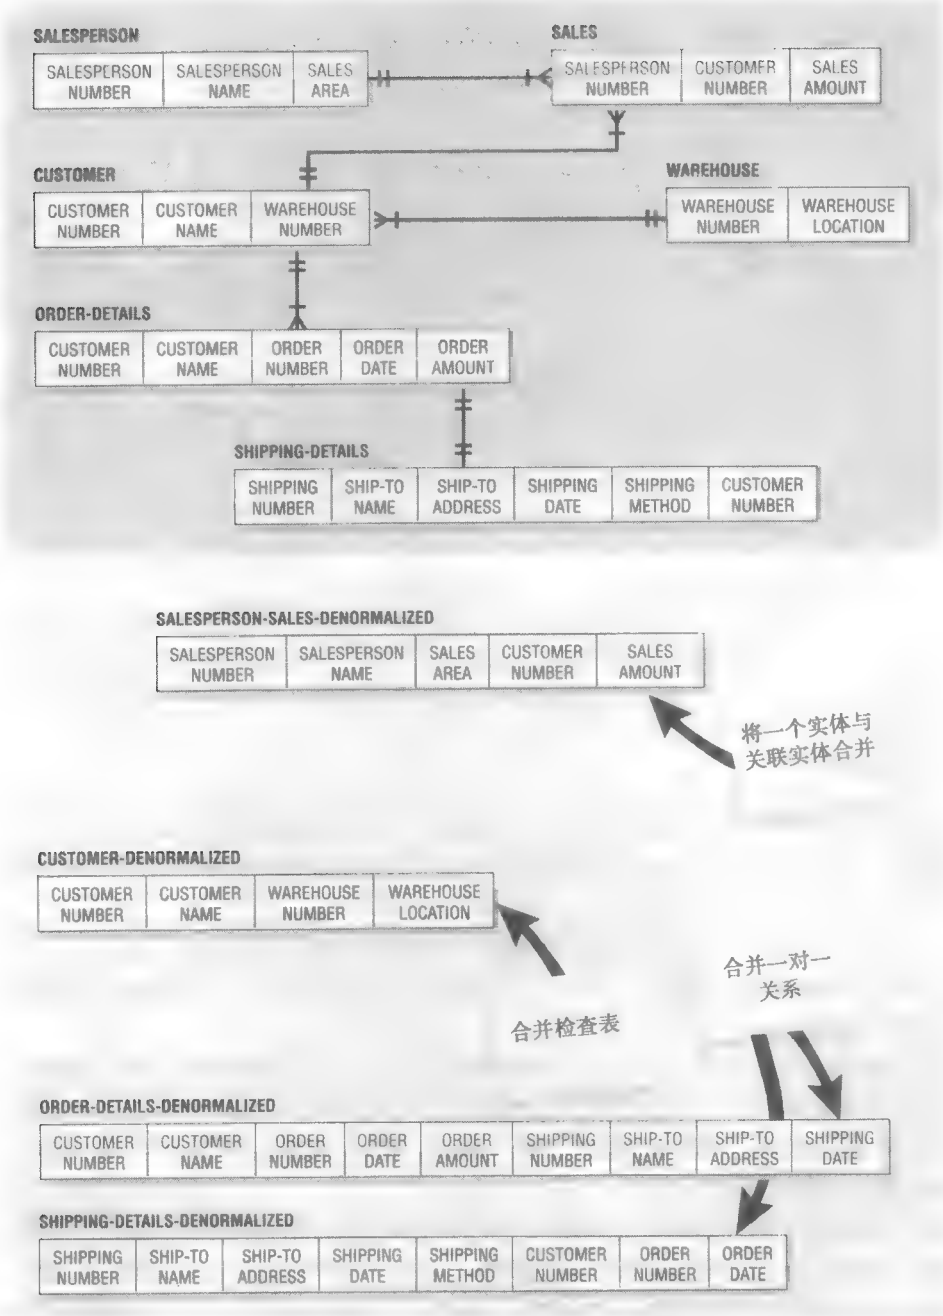 SALESPERSON
SALES
SALESPERSON NUMBER
SALESPERSON NAME
SALES AREA
SALESPERSON NUMBER
CUSTOMER NUMBER
SALES AMOUNT
CUSTOMER
WAREHOUSE
CUSTOMER NUMBER
CUSTOMER NAME
WAREHOUSE NUMBER
WAREHOUSE NUMBER
WAREHOUSE LOCATION
ORDER-DETAILS
CUSTOMER NUMBER
CUSTOMER NAME
ORDER NUMBER
ORDER DATE
ORDER AMOUNT
SHIPPING-DETAILS
SHIPPING NUMBER
SHIP-TO NAME
SHIP-TO ADDRESS
SHIPPING DATE
SHIPPING METHOD
CUSTOMER NUMBER
SALESPERSON-SALES-DENORMALIZED
SALESPERSON NUMBER
SALESPERSON NAME
SALES AREA
CUSTOMER NUMBER
SALES AMOUNT
将一个实体与
关联实体合并
CUSTOMER-DENORMALIZED
CUSTOMER NUMBER
CUSTOMER NAME
WAREHOUSE NUMBER
WAREHOUSE LOCATION
合并一对一
关系
合并检查表
ORDER-DETAILS-DENORMALIZED
CUSTOMER NUMBER
CUSTOMER NAME
ORDER NUMBER
ORDER DATE
ORDER AMOUNT
SHIPPING NUMBER
SHIP-TO NAME
SHIP-TO ADDRESS
SHIPPING DATE
SHIPPING-DETAILS-DENORMALIZED
SHIPPING NUMBER
SHIP-TO NAME
SHIP-TO ADDRESS
SHIPPING DATE
SHIPPING METHOD
CUSTOMER NUMBER
ORDER NUMBER
ORDER DATE